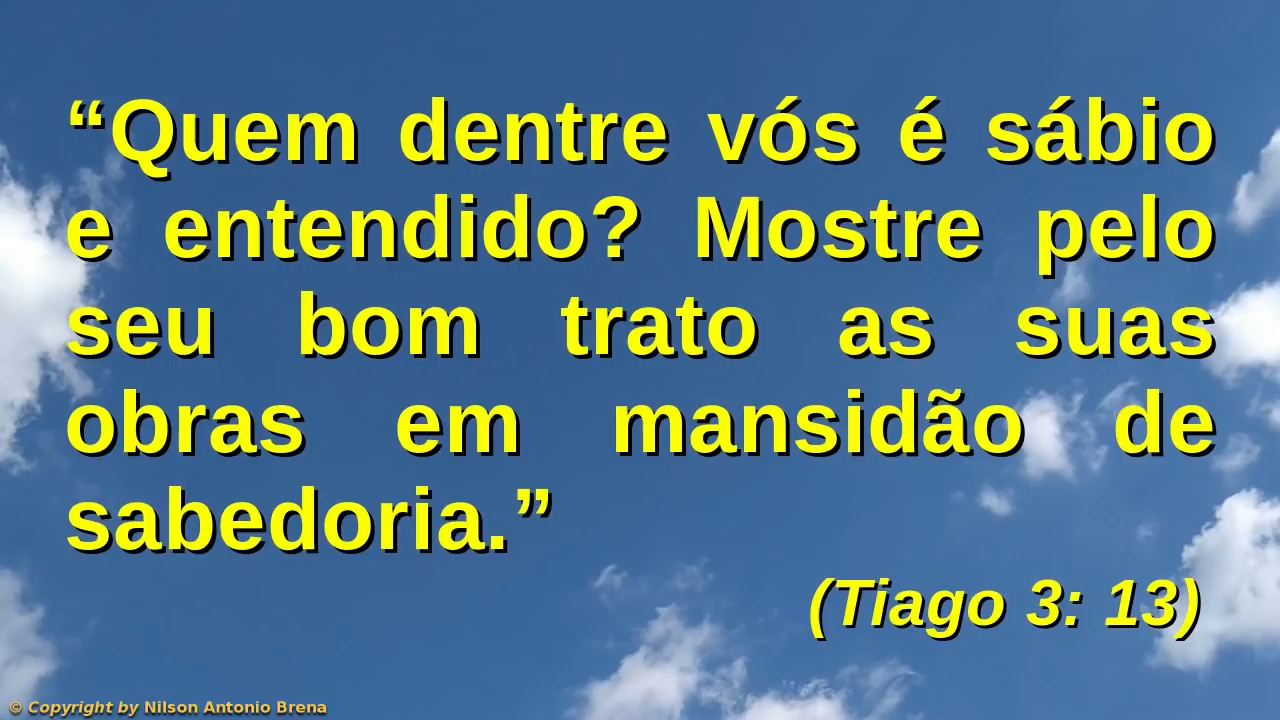 “Quem dentre vós é sábio
e entendido? Mostre pelo
seu bom trato as suas
obras em mansidão de
sabedoria.”
(Tiago 3: 13)
© Copyright by Nilson Antonio Brena